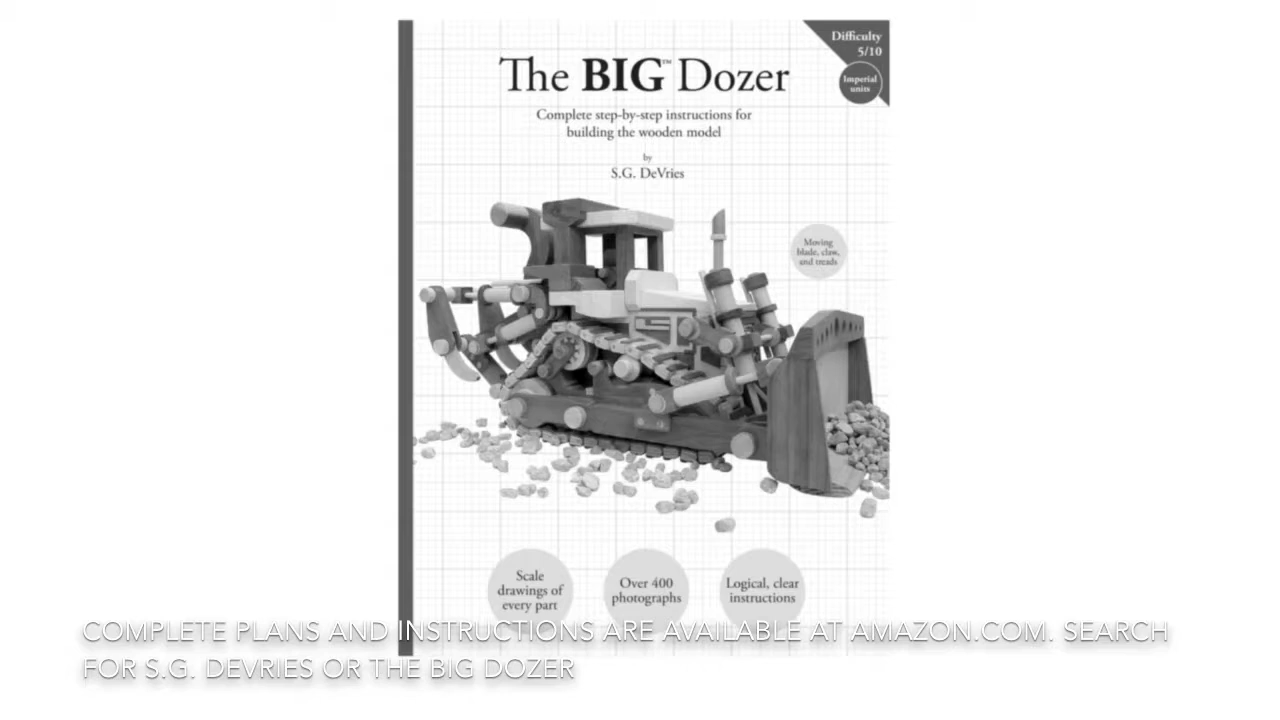 Difficulty
5/10
Imperial
units
The BIG™ Dozer
Complete step-by-step instructions for
building the wooden model
by
S.G. DeVries
Moving
blade, claw,
and treads
Scale
drawings of
every part
Over 400
photographs
Logical, clear
instructions
COMPLETE PLANS AND INSTRUCTIONS ARE AVAILABLE AT AMAZON.COM. SEARCH
FOR S.G. DEVRIES OR THE BIG DOZER